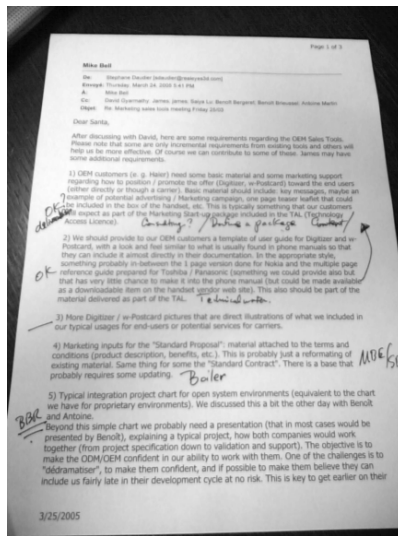 Page 1 of 3
Mike Bell
De:
Envoyé: Thursday, March 24, 2005 5:41 PM
À: Mike Bell
Cc:
Objet: Re: Marketing sales tools meeting Friday 25/03
Dear Santa,
After discussing with David, here are some requirements regarding the OEM Sales Tools.
Please note that some are only incremental requirements from existing tools and others will
help us be more effective. Of course we can contribute to some of these. James may have
some additional requirements.
1) OEM customers (e. g. Haier) need some basic material and some marketing support
regarding how to position / promote the offer (Digitizer, w-Postcard) toward the end users
(either directly or though a carrier). Basic material should include: key messages, maybe an
example of potential advertising / Marketing campaign, one page teaser leaflet that could
be included in the box of the handset, etc. This is typically something that our customers
will expect as part of the Marketing Start-up package included in the TAL (Technology
Access Licence).
OK
2) We should provide to our OEM customers a template of user guide for Digitizer and w-
Postcard, with a look and feel similar to what is usually found in phone manuals so that
they can include it almost directly in their documentation. In the appropriate style,
something probably in-between the 1 page version done for Nokia and the multiple page
reference guide prepared for Toshiba / Panasonic (something we could provide also but
that has very little chance to make it into the phone manual but (could be made available
as a downloadable item on the handset vendor web site). This also should be part of the
material delivered as part of the TAL.
OK
3) More Digitizer / w-Postcard pictures that are direct illustrations of what we included in
our typical usages for end-users or potential services for carriers.
4) Marketing inputs for the "Standard Proposal": material attached to the terms and
conditions (product description, benefits, etc.). This is probably just a reformating of
existing material. Same thing for some the "Standard Contract". There is a base that
probably requires some updating.
5) Typical integration project chart for open system environments (equivalent to the chart
we have for proprietary environments). We discussed this a bit the other day with Benoît
and Antoine.
Beyond this simple chart we probably need a presentation (that in most cases would be
presented by Benoît), explaining a typical project, how both companies would work
together (from project specification down to validation and support). The objective is to
make the ODM/OEM confident in our ability to work with them. One of the challenges is to
"dédramatiser", to make them confident, and if possible to make them believe they can
include us fairly late in their development cycle at no risk. This is key to get earlier on their
3/25/2005